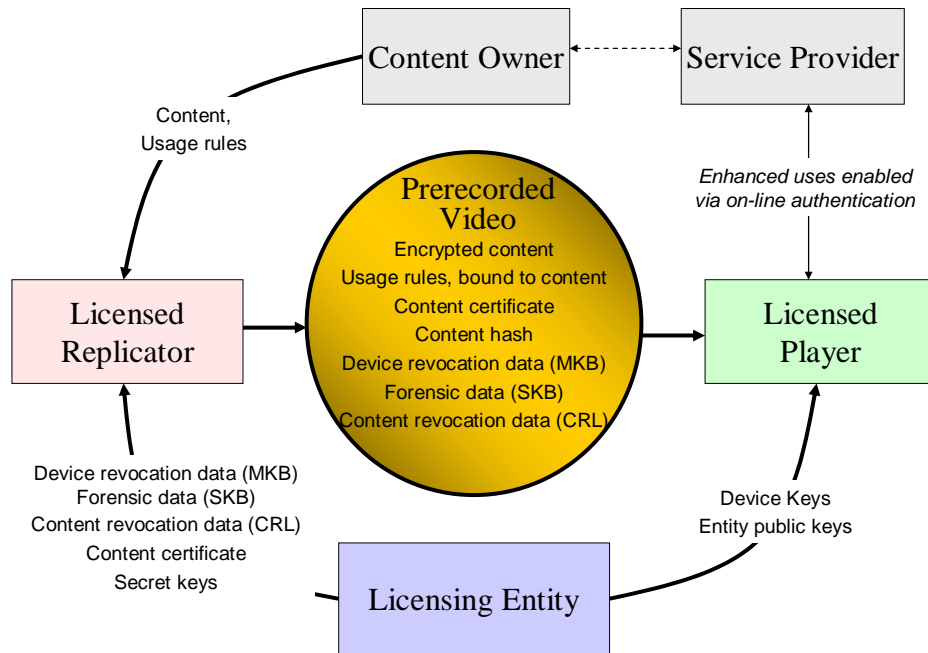 Content Owner
Service Provider
Content,
Usage rules
Enhanced uses enabled
via on-line authentication
Prerecorded
Video
Encrypted content
Usage rules, bound to content
Content certificate
Content hash
Device revocation data (MKB)
Forensic data (SKB)
Content revocation data (CRL)
Licensed
Replicator
Licensed
Player
Device revocation data (MKB)
Forensic data (SKB)
Content revocation data (CRL)
Content certificate
Secret keys
Device Keys
Entity public keys
Licensing Entity